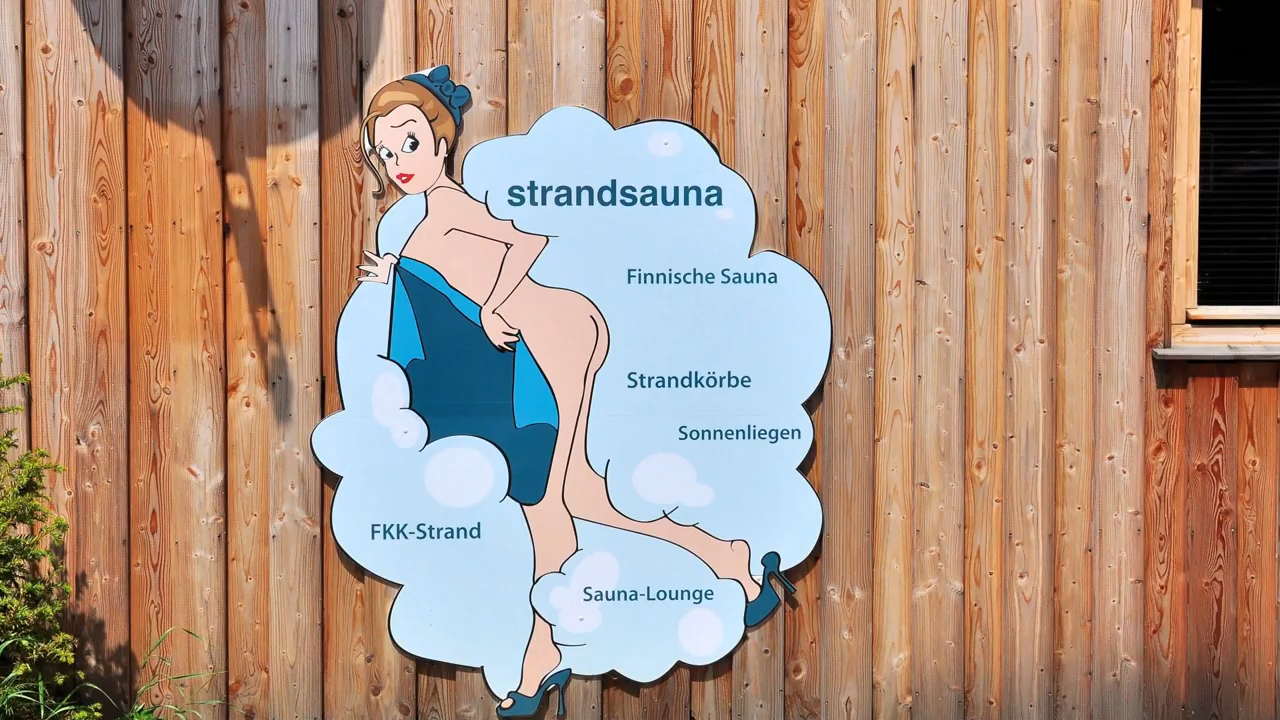 strandsauna
Finnische Sauna
Strandkörbe
Sonnenliegen
FKK-Strand
Sauna-Lounge